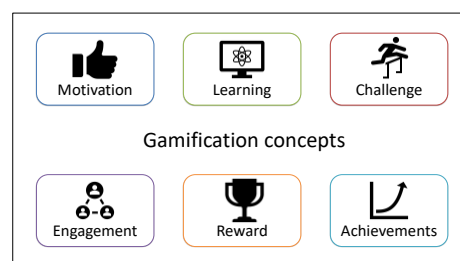 Motivation
Learning
Challenge
Gamification concepts
Engagement
Reward
Achievements